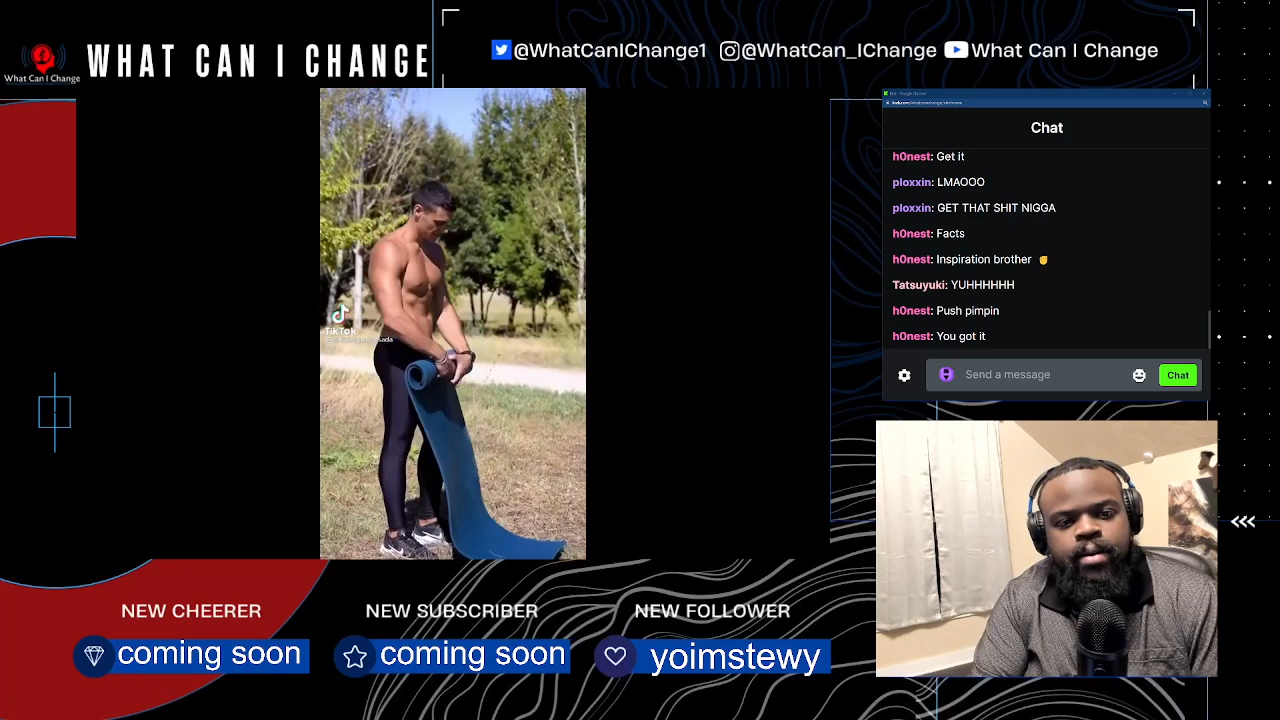 What Can I Change
WHAT CAN I CHANGE
@WhatCanIChange1
@WhatCan_IChange
What Can I Change
Chat
h0nest: Get it
ploxxin: LMAOOO
ploxxin: GET THAT SHIT NIGGA
h0nest: Facts
h0nest: Inspiration brother
Tatsuyuki: YUHHHHHH
h0nest: Push pimpin
h0nest: You got it
Send a message
Chat
TikTok
NEW CHEERER
coming soon
NEW SUBSCRIBER
coming soon
NEW FOLLOWER
yoimstewy